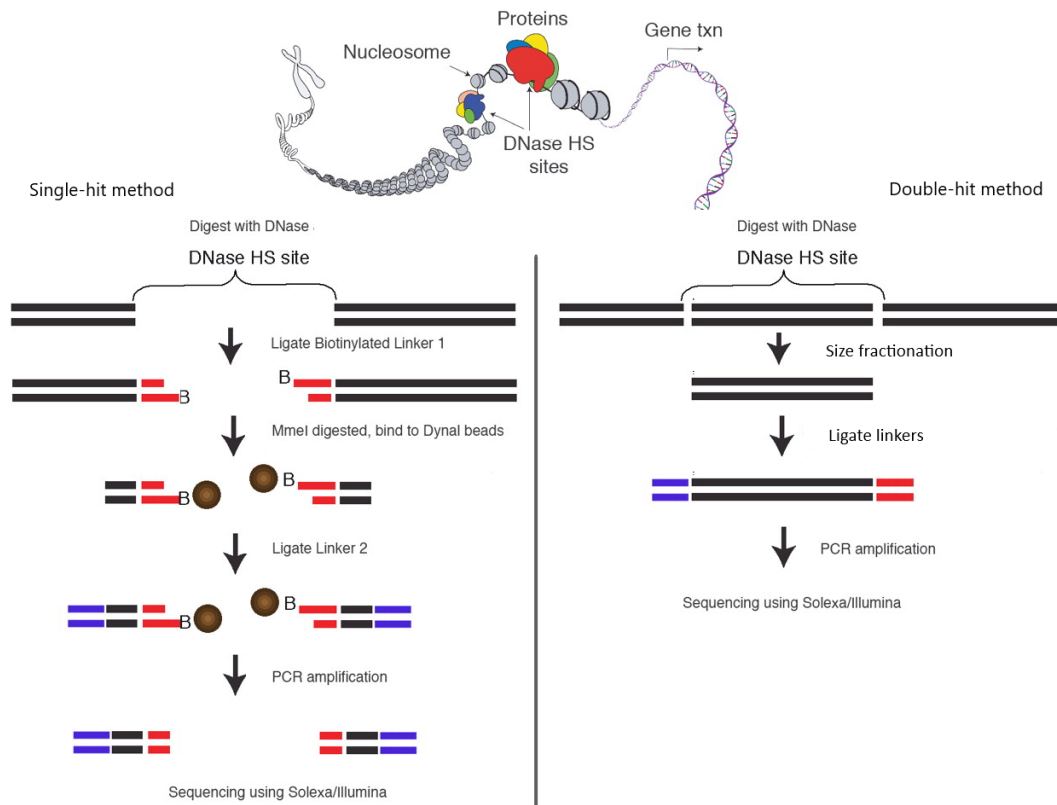 Proteins
Gene txn
Nucleosome
DNase HS
sites
Single-hit method
Double-hit method
Digest with DNase
DNase HS site
Ligate Biotinylated Linker 1
B
B
MmeI digested, bind to Dynal beads
B
B
Ligate Linker 2
B
B
PCR amplification
Sequencing using Solexa/Illumina
Digest with DNase
DNase HS site
Size fractionation
Ligate linkers
PCR amplification
Sequencing using Solexa/Illumina